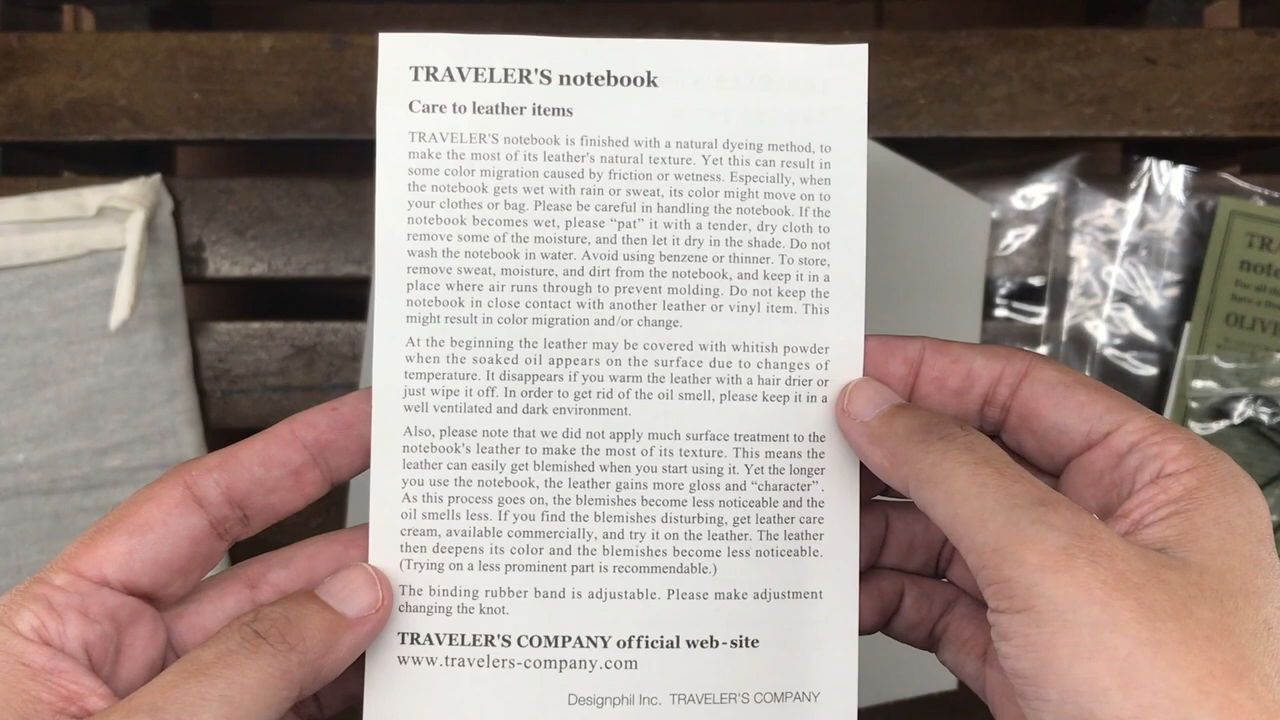 TRAVELER'S notebook
Care to leather items
TRAVELER'S notebook is finished with a natural dyeing method, to
make the most of its leather's natural texture. Yet this can result in
some color migration caused by friction or wetness. Especially, when
the notebook gets wet with rain or sweat, its color might move on to
your clothes or bag. Please be careful in handling the notebook. If the
notebook becomes wet, please “pat” it with a tender, dry cloth to
remove some of the moisture, and then let it dry in the shade. Do not
wash the notebook in water. Avoid using benzene or thinner. To store,
remove sweat, moisture, and dirt from the notebook, and keep it in a
place where air runs through to prevent molding. Do not keep the
notebook in close contact with another leather or vinyl item. This
might result in color migration and/or change.
At the beginning the leather may be covered with whitish powder
when the soaked oil appears on the surface due to changes of
temperature. It disappears if you warm the leather with a hair drier or
just wipe it off. In order to get rid of the oil smell, please keep it in a
well ventilated and dark environment.
Also, please note that we did not apply much surface treatment to the
notebook's leather to make the most of its texture. This means the
leather can easily get blemished when you start using it. Yet the longer
you use the notebook, the leather gains more gloss and “character”.
As this process goes on, the blemishes become less noticeable and the
oil smells less. If you find the blemishes disturbing, get leather care
cream, available commercially, and try it on the leather. The leather
then deepens its color and the blemishes become less noticeable.
(Trying on a less prominent part is recommendable.)
The binding rubber band is adjustable. Please make adjustment
changing the knot.
TRAVELER'S COMPANY official web-site
www.travelers-company.com
Designphil Inc. TRAVELER'S COMPANY
For all